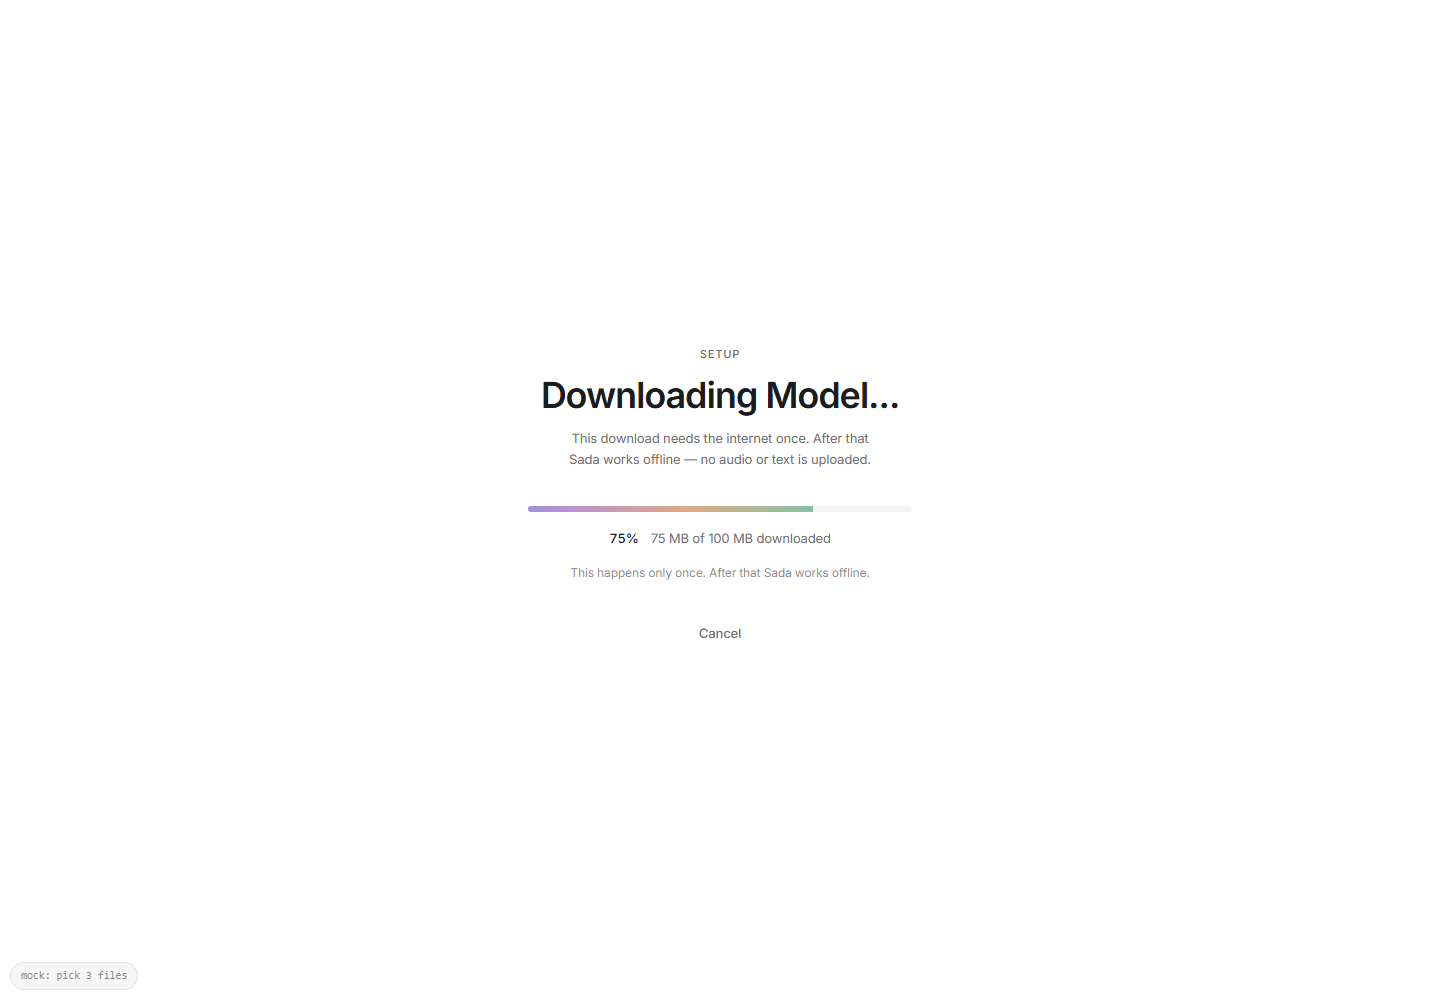 SETUP
Downloading Model...
This download needs the internet once. After that
Sada works offline — no audio or text is uploaded.
75% 75 MB of 100 MB downloaded
This happens only once. After that Sada works offline.
Cancel
mock: pick 3 files